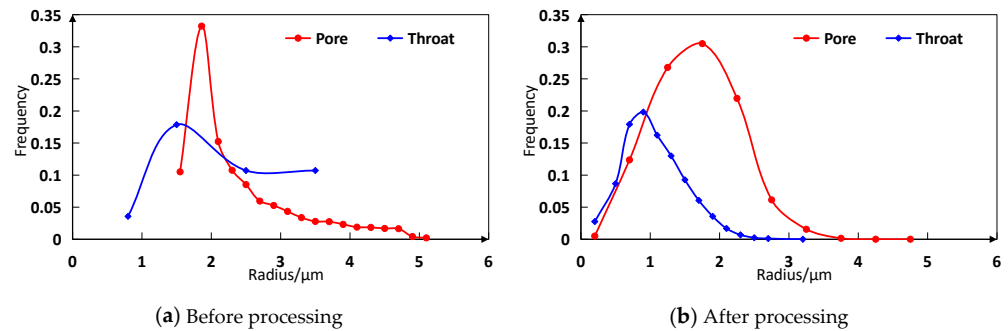 0.35
0.3
0.25
0.2
0.15
0.1
0.05
0
Frequency
Pore
Throat
0 1 2 3 4 5 6
Radius/μm
(a) Before processing
0.35
0.3
0.25
0.2
0.15
0.1
0.05
0
Frequency
Pore
Throat
0 1 2 3 4 5 6
Radius/μm
(b) After processing